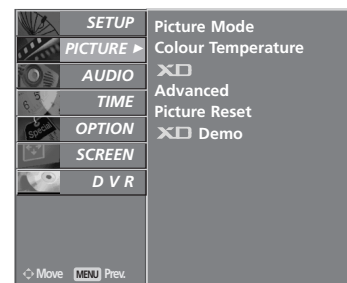 SETUP
PICTURE ►
AUDIO
TIME
OPTION
SCREEN
D V R
Move MENU Prev.
Picture Mode
Colour Temperature
XD
Advanced
Picture Reset
XD Demo